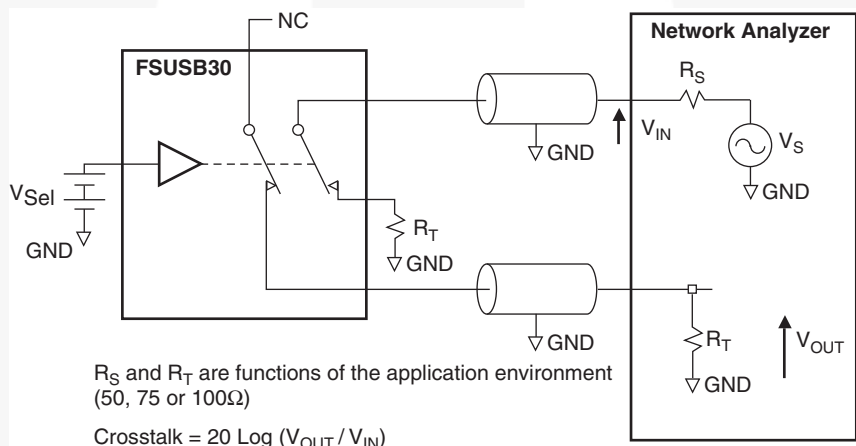 NC
Network Analyzer
FSUSB30
R_S
V_IN
V_S
GND
GND
V_Sel
R_T
GND
GND
GND
R_T
V_OUT
GND
R_S and R_T are functions of the application environment
(50, 75 or 100Ω)
Crosstalk = 20 Log (V_OUT / V_IN)